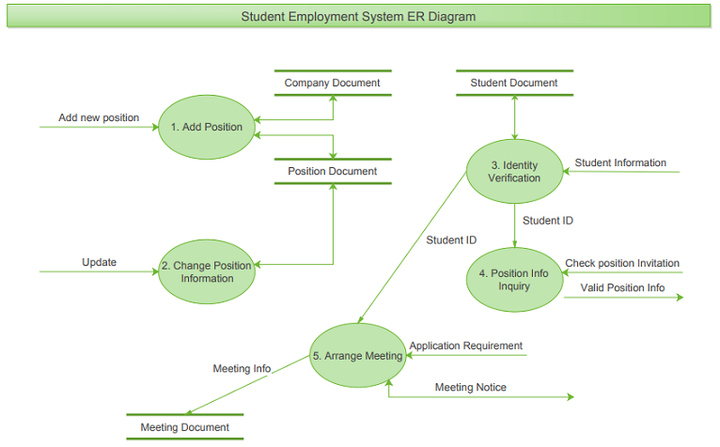 Student Employment System ER Diagram
Company Document
Student Document
Add new position
1. Add Position
Position Document
3. Identity
Verification
Student Information
Student ID
Student ID
Update
2. Change Position
Information
4. Position Info
Inquiry
Check position Invitation
Valid Position Info
5. Arrange Meeting
Application Requirement
Meeting Info
Meeting Notice
Meeting Document